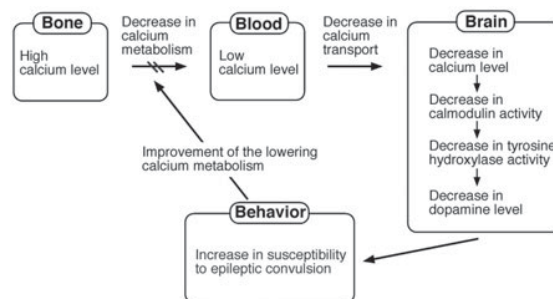 Bone
High
calcium level
Decrease in
calcium
metabolism
Blood
Low
calcium level
Decrease in
calcium
transport
Brain
Decrease in
calcium level
Decrease in
calmodulin activity
Decrease in tyrosine
hydroxylase activity
Decrease in
dopamine level
Improvement of the lowering
calcium metabolism
Behavior
Increase in susceptibility
to epileptic convulsion